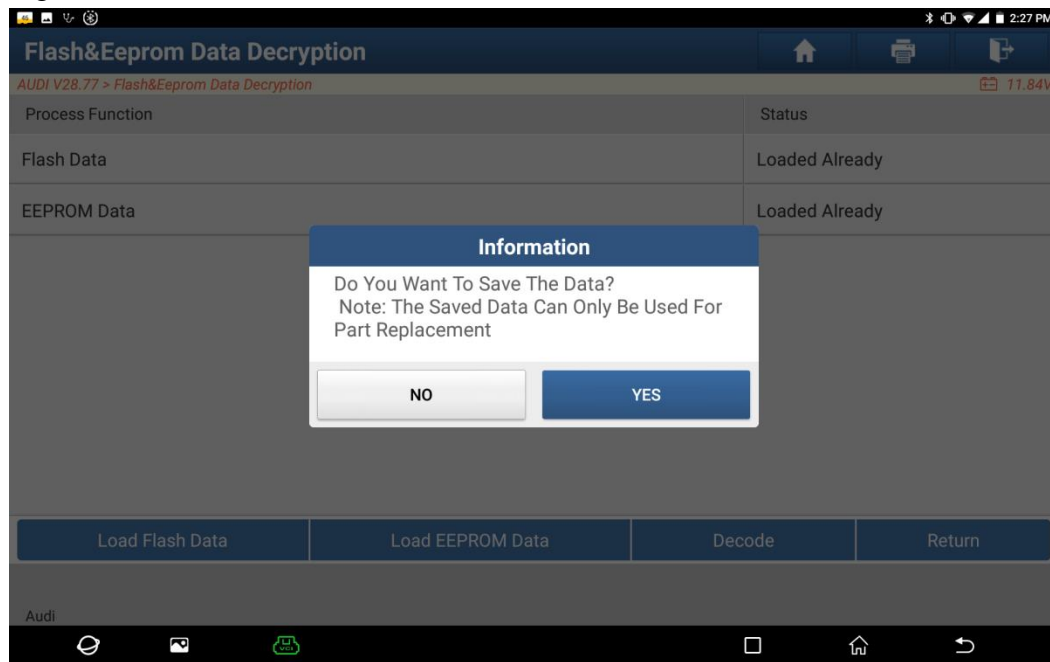 2:27 PM
Flash&Eeprom Data Decryption
AUDI V28.77 > Flash&Eeprom Data Decryption
11.84V
Process Function
Status
Flash Data
Loaded Already
EEPROM Data
Loaded Already
Information
Do You Want To Save The Data?
Note: The Saved Data Can Only Be Used For
Part Replacement
NO
YES
Load Flash Data
Load EEPROM Data
Decode
Return
Audi
VCI